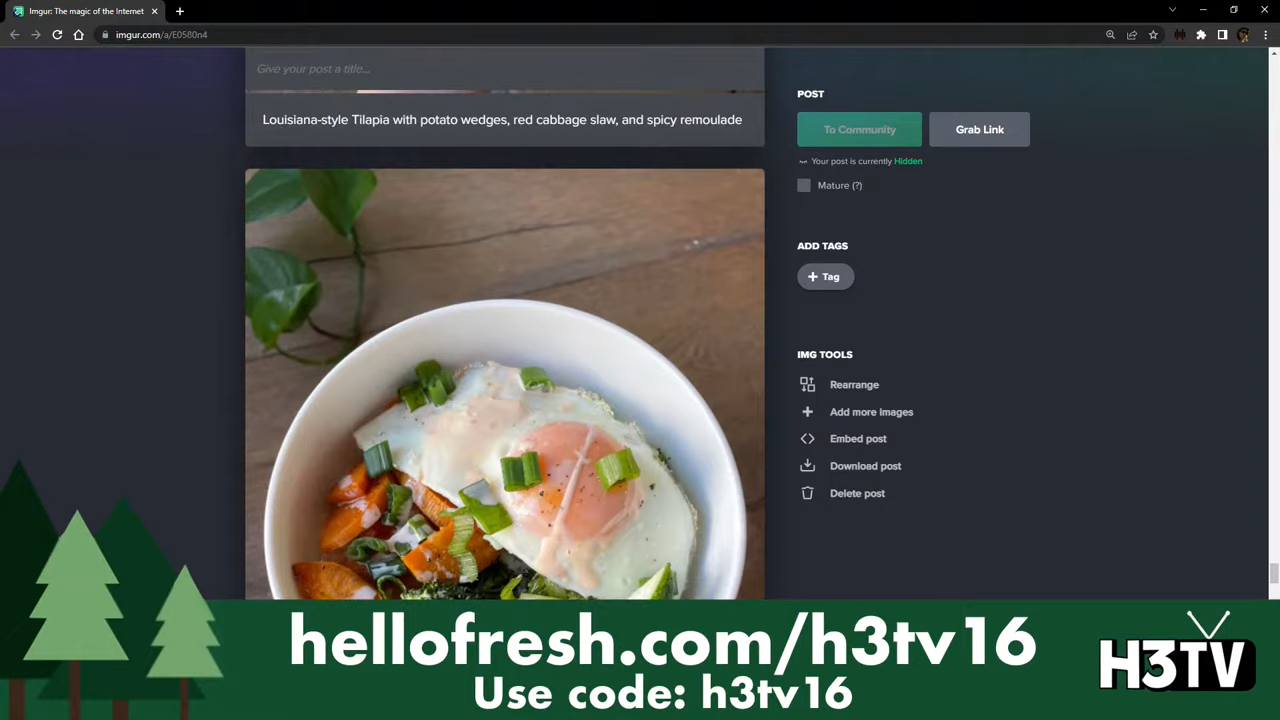 Imgur: The magic of the Internet
imgur.com/a/E0580n4
Give your post a title...
Louisiana-style Tilapia with potato wedges, red cabbage slaw, and spicy remoulade
POST
To Community
Grab Link
Your post is currently Hidden
Mature (?)
ADD TAGS
+ Tag
IMG TOOLS
Rearrange
Add more images
Embed post
Download post
Delete post
hellofresh.com/h3tv16
Use code: h3tv16
H3TV